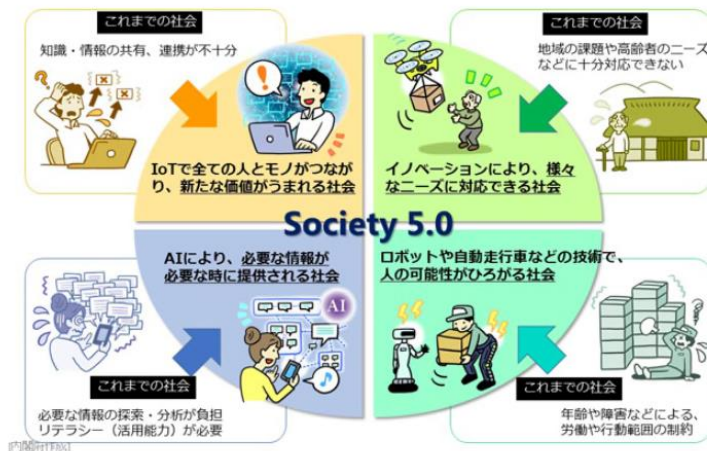 これまでの社会
知識・情報の共有、連携が不十分
IoTで全ての人とモノがつなが
り、新たな価値がうまれる社会
これまでの社会
地域の課題や高齢者のニーズ
などに十分対応できない
イノベーションにより、様々
なニーズに対応できる社会
Society 5.0
AIにより、必要な情報が
必要な時に提供される社会
AI
これまでの社会
必要な情報の探索・分析が負担
リテラシー（活用能力）が必要
ロボットや自動走行車などの技術で、
人の可能性がひろがる社会
これまでの社会
年齢や障害などによる、
労働や行動範囲の制約
[内閣府作成]